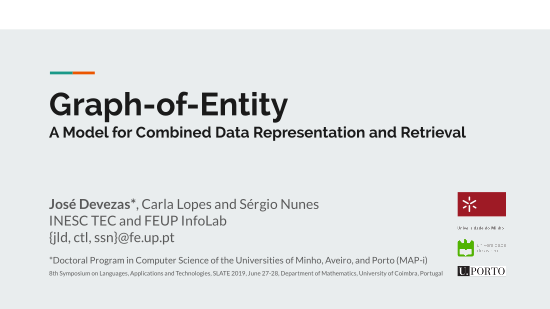 Graph-of-Entity
A Model for Combined Data Representation and Retrieval
José Devezas*, Carla Lopes and Sérgio Nunes
INESC TEC and FEUP InfoLab
{jld, ctl, ssn}@fe.up.pt
*Doctoral Program in Computer Science of the Universities of Minho, Aveiro, and Porto (MAP-i)
8th Symposium on Languages, Applications and Technologies, SLATE 2019, June 27-28, Department of Mathematics, University of Coimbra, Portugal
Universidade do Minho
U.PORTO